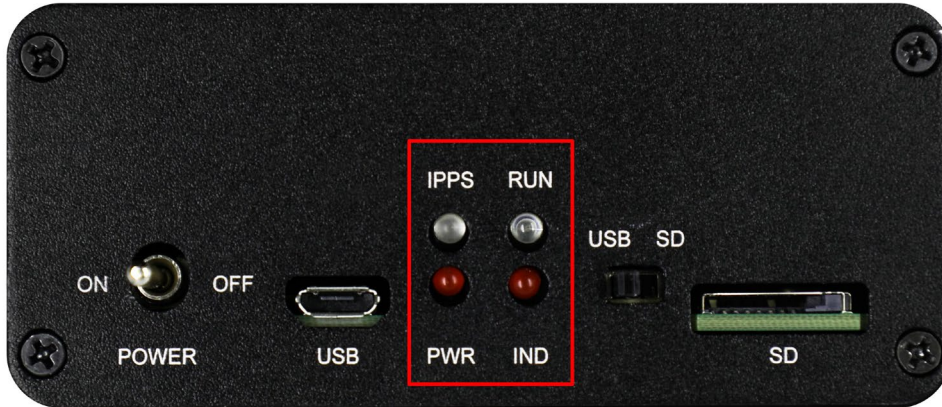 IPPS RUN
USB SD
ON OFF
POWER USB PWR IND SD